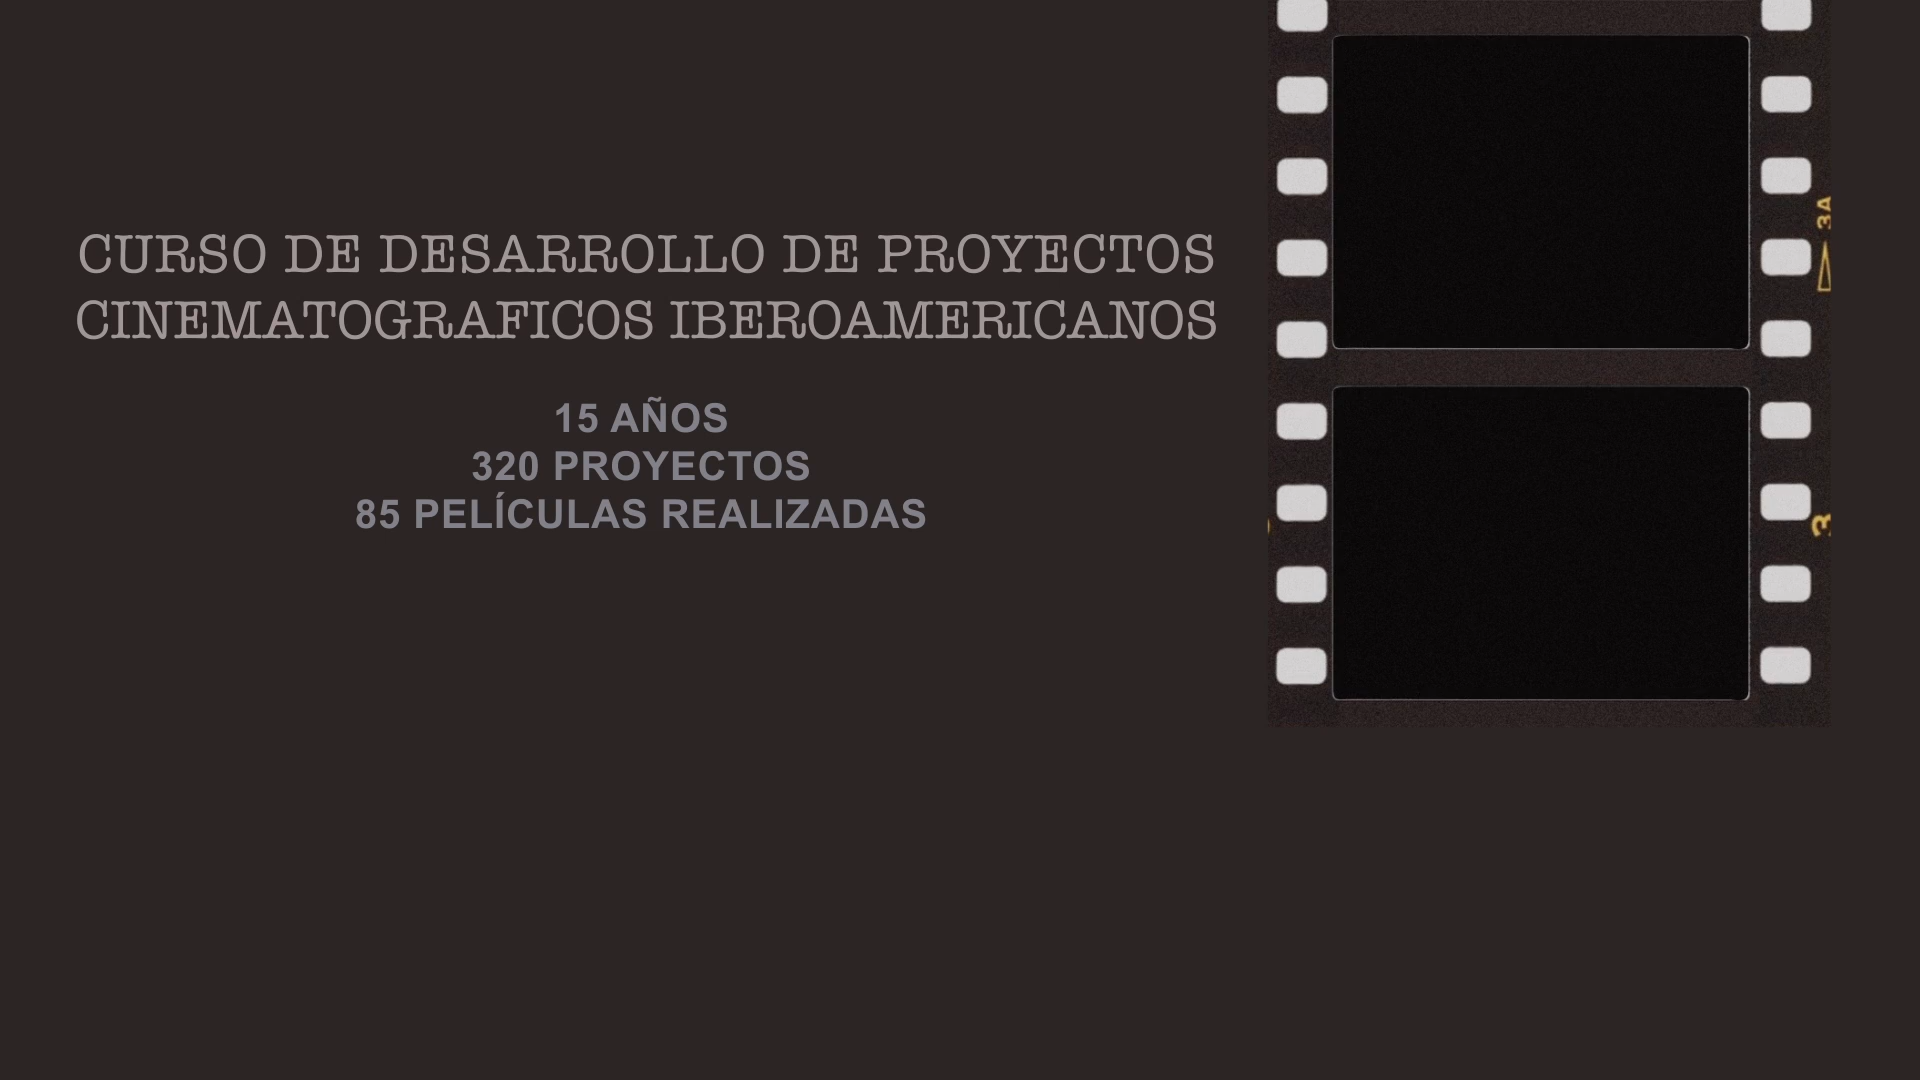 CURSO DE DESARROLLO DE PROYECTOS
CINEMATOGRAFICOS IBEROAMERICANOS
15 AÑOS
320 PROYECTOS
85 PELÍCULAS REALIZADAS
3A
3